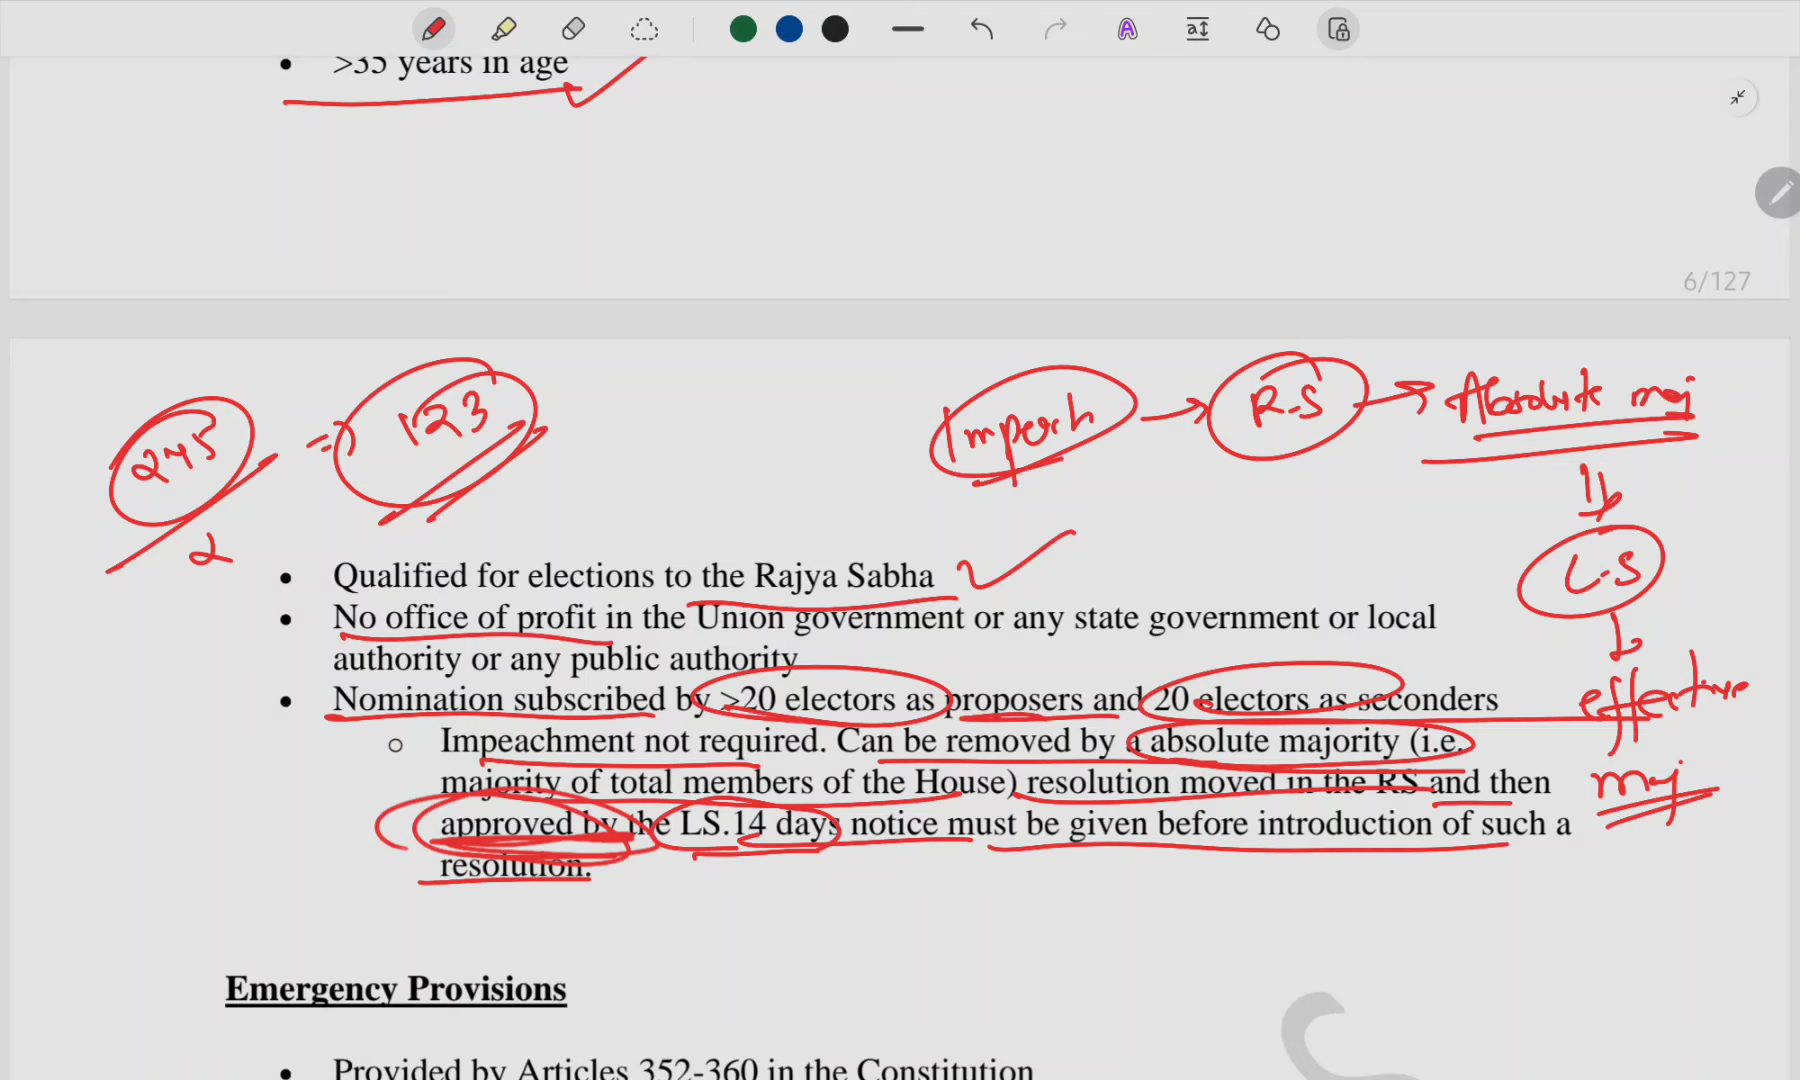 >35 years in age
6/127
245
2
=) 123
Impeach → R.S → Absolute maj
L.S
effective
maj
Qualified for elections to the Rajya Sabha
No office of profit in the Union government or any state government or local
authority or any public authority
Nomination subscribed by >20 electors as proposers and 20 electors as seconders
Impeachment not required. Can be removed by a absolute majority (i.e.
majority of total members of the House) resolution moved in the RS and then
approved by the LS.14 days notice must be given before introduction of such a
resolution.
Emergency Provisions
Provided by Articles 352-360 in the Constitution